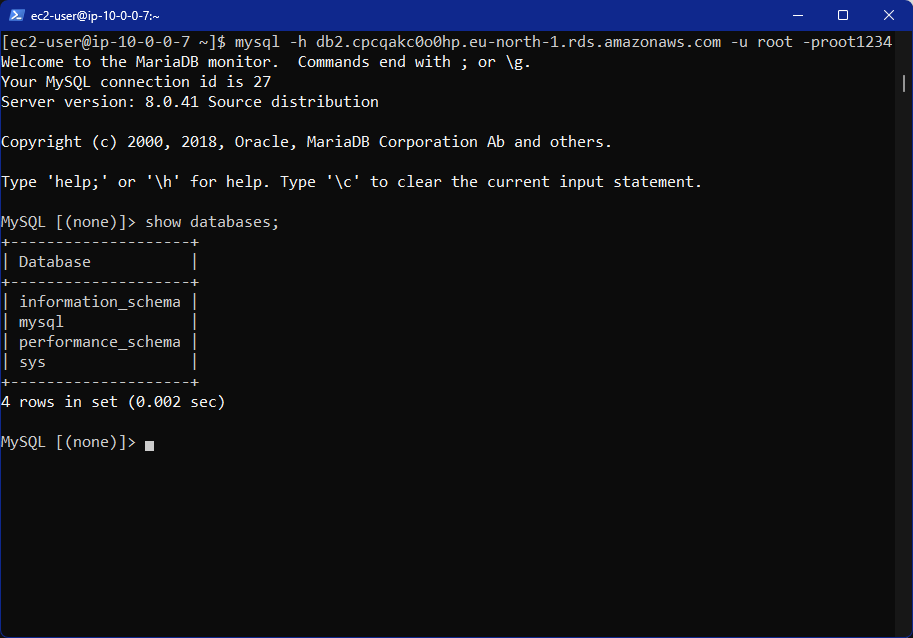 ec2-user@ip-10-0-0-7:~
[ec2-user@ip-10-0-0-7 ~]$ mysql -h db2.cpcqakc0o0hp.eu-north-1.rds.amazonaws.com -u root -proot1234
Welcome to the MariaDB monitor.  Commands end with ; or \g.
Your MySQL connection id is 27
Server version: 8.0.41 Source distribution

Copyright (c) 2000, 2018, Oracle, MariaDB Corporation Ab and others.

Type 'help;' or '\h' for help. Type '\c' to clear the current input statement.

MySQL [(none)]> show databases;
+--------------------+
| Database           |
+--------------------+
| information_schema |
| mysql              |
| performance_schema |
| sys                |
+--------------------+
4 rows in set (0.002 sec)

MySQL [(none)]>